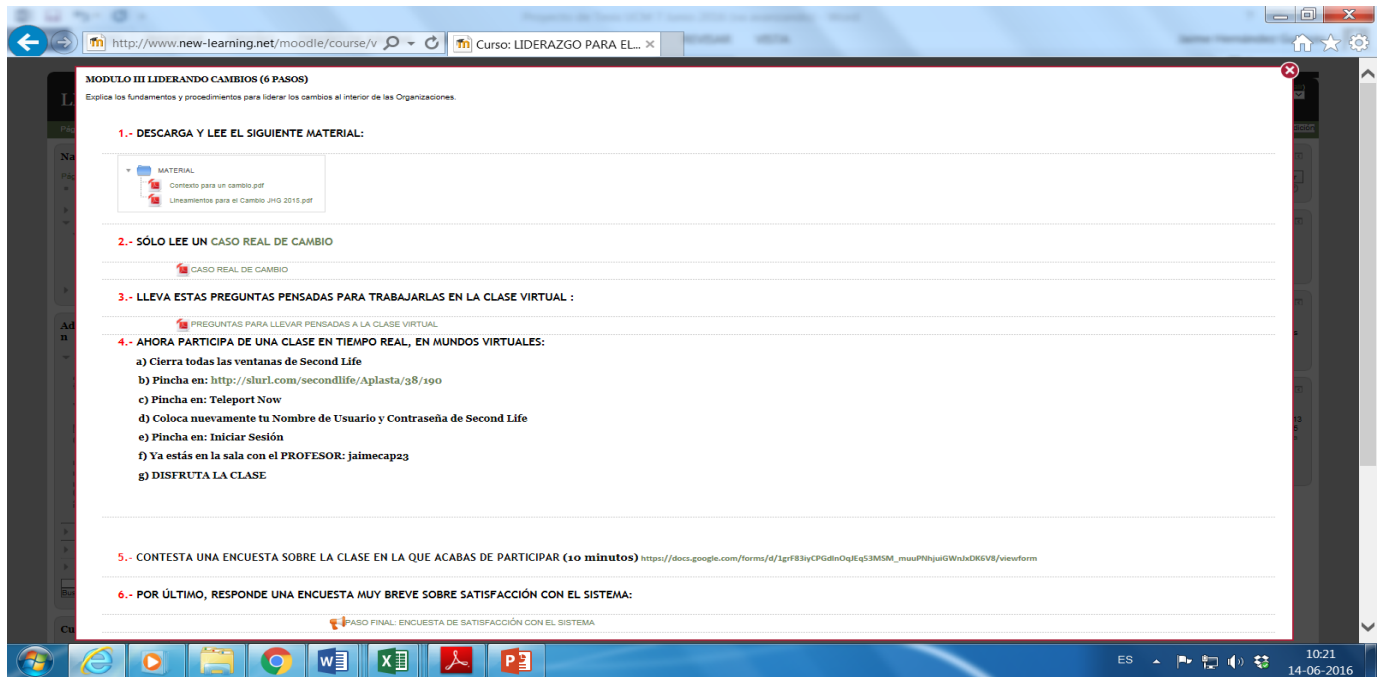 http://www.new-learning.net/moodle/course/v
Curso: LIDERAZGO PARA EL...
MODULO III LIDERANDO CAMBIOS (6 PASOS)
Explica los fundamentos y procedimientos para liderar los cambios al interior de las Organizaciones.
1.- DESCARGA Y LEE EL SIGUIENTE MATERIAL:
MATERIAL
Contexto para un cambio.pdf
Lineamientos para el Cambio JHG 2015.pdf
2.- SÓLO LEE UN CASO REAL DE CAMBIO
CASO REAL DE CAMBIO
3.- LLEVA ESTAS PREGUNTAS PENSADAS PARA TRABAJARLAS EN LA CLASE VIRTUAL :
PREGUNTAS PARA LLEVAR PENSADAS A LA CLASE VIRTUAL
4.- AHORA PARTICIPA DE UNA CLASE EN TIEMPO REAL, EN MUNDOS VIRTUALES:
a) Cierra todas las ventanas de Second Life
b) Pincha en: http://slurl.com/secondlife/Aplasta/38/190
c) Pincha en: Teleport Now
d) Coloca nuevamente tu Nombre de Usuario y Contraseña de Second Life
e) Pincha en: Iniciar Sesión
f) Ya estás en la sala con el PROFESOR: jaimecap23
g) DISFRUTA LA CLASE
5.- CONTESTA UNA ENCUESTA SOBRE LA CLASE EN LA QUE ACABAS DE PARTICIPAR (10 minutos) https://docs.google.com/forms/d/1grF83iyCPGdInOqJEq53MSM_muuPNhjuiGWnJxDK6V8/viewform
6.- POR ÚLTIMO, RESPONDE UNA ENCUESTA MUY BREVE SOBRE SATISFACCIÓN CON EL SISTEMA:
PASO FINAL: ENCUESTA DE SATISFACCIÓN CON EL SISTEMA
ES
10:21
14-06-2016